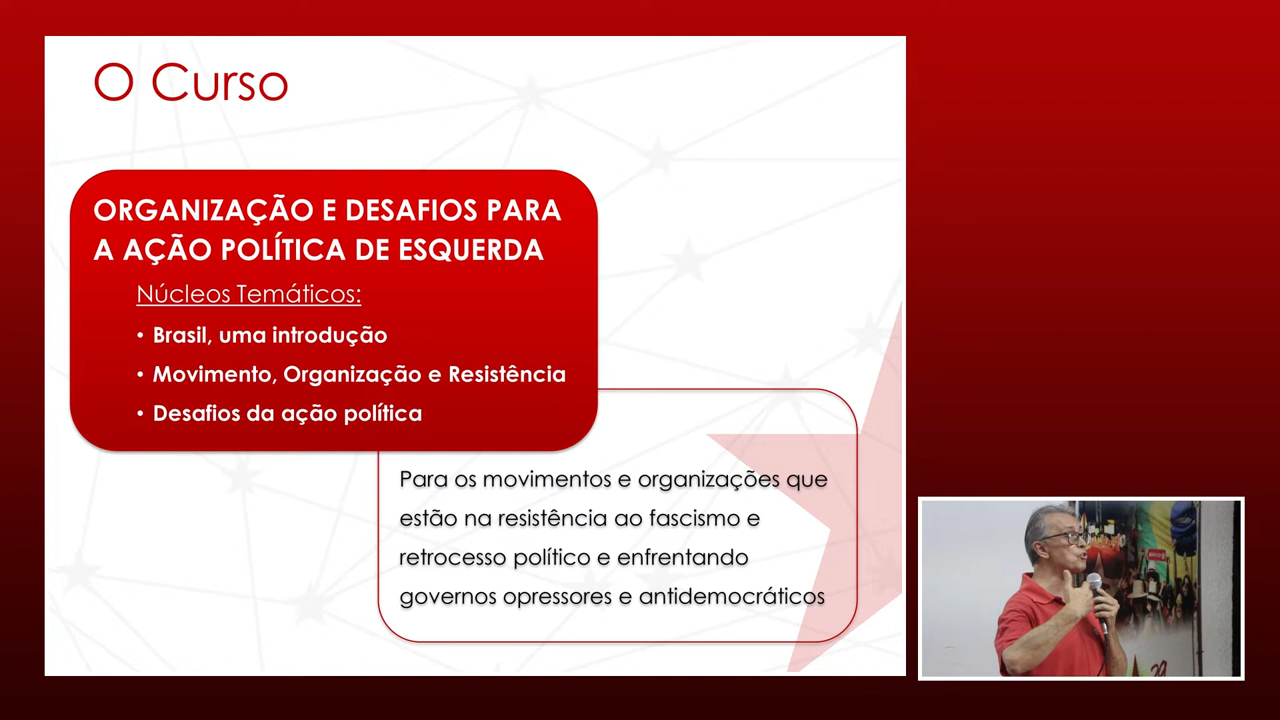 O Curso
ORGANIZAÇÃO E DESAFIOS PARA
A AÇÃO POLÍTICA DE ESQUERDA
Núcleos Temáticos:
• Brasil, uma introdução
• Movimento, Organização e Resistência
• Desafios da ação política
Para os movimentos e organizações que
estão na resistência ao fascismo e
retrocesso político e enfrentando
governos opressores e antidemocráticos